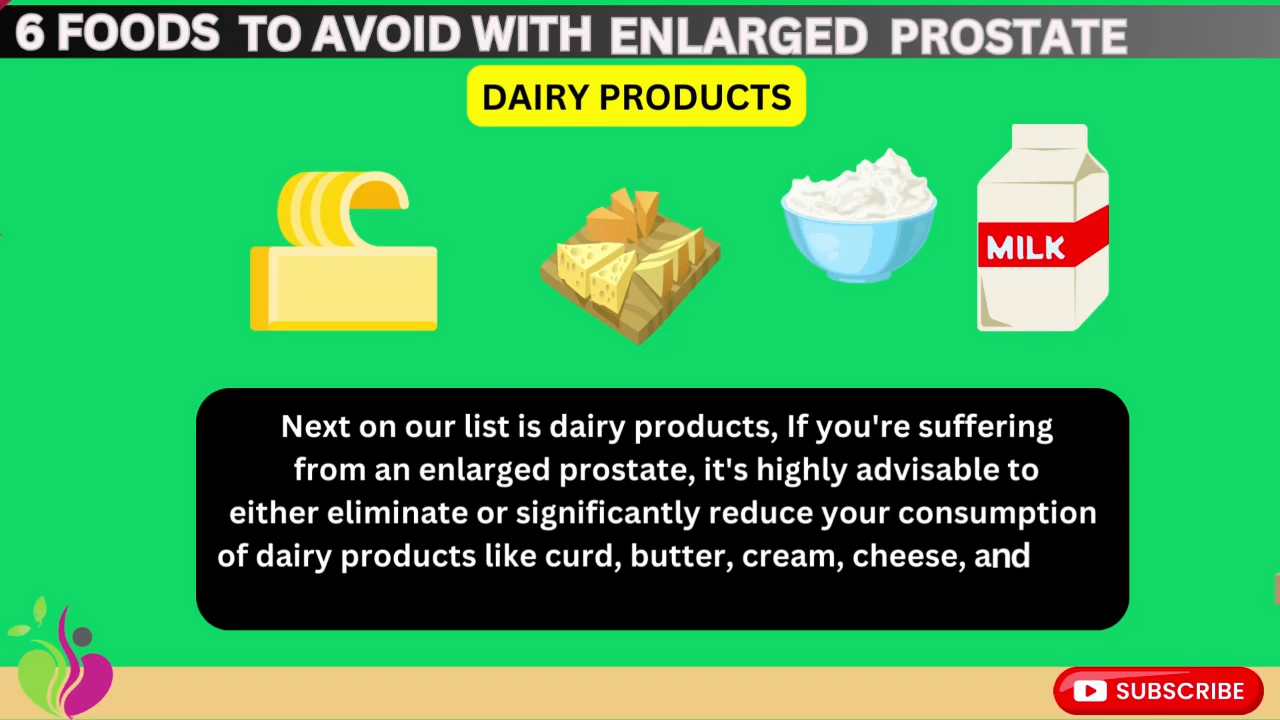 6 FOODS TO AVOID WITH ENLARGED PROSTATE
DAIRY PRODUCTS
MILK
Next on our list is dairy products, If you're suffering
from an enlarged prostate, it's highly advisable to
either eliminate or significantly reduce your consumption
of dairy products like curd, butter, cream, cheese, and
SUBSCRIBE